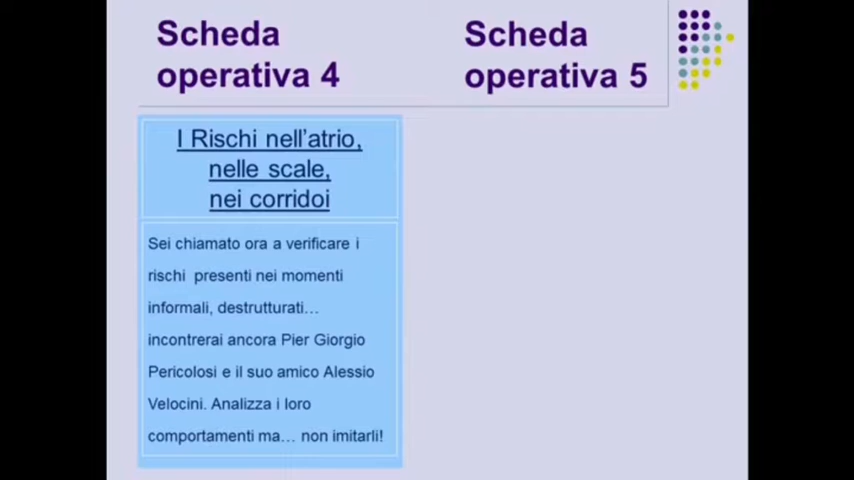 Scheda
operativa 4
Scheda
operativa 5
I Rischi nell'atrio,
nelle scale,
nei corridoi
Sei chiamato ora a verificare i
rischi presenti nei momenti
informali, destrutturati...
incontrerai ancora Pier Giorgio
Pericolosi e il suo amico Alessio
Velocini. Analizza i loro
comportamenti ma... non imitarli!